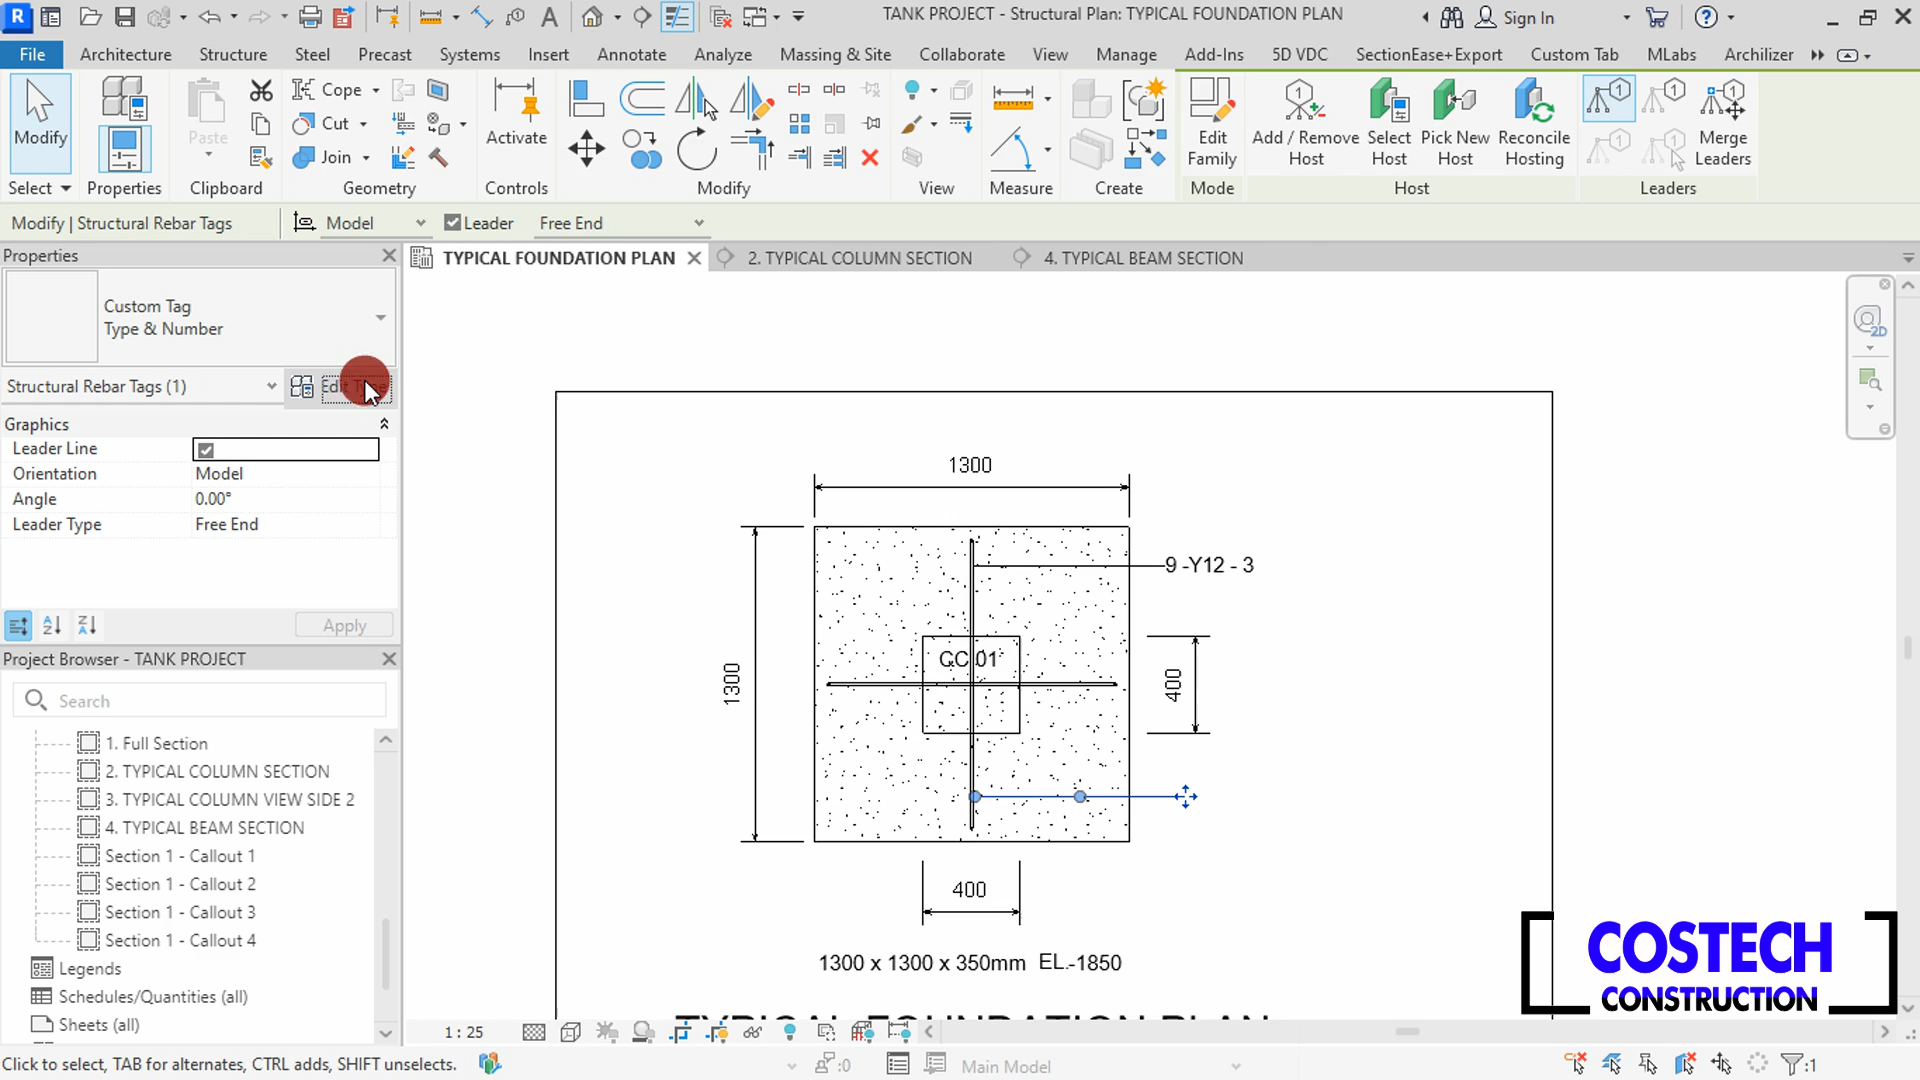 TANK PROJECT - Structural Plan: TYPICAL FOUNDATION PLAN
Sign In
File Architecture Structure Steel Precast Systems Insert Annotate Analyze Massing & Site Collaborate View Manage Add-Ins 5D VDC SectionEase+Export Custom Tab MLabs Archilizer
Modify
Select
Properties
Paste
Clipboard
Cope
Cut
Join
Geometry
Activate
Controls
Modify
View
Measure
Create
Edit
Family
Mode
Add / Remove
Host
Select
Host
Pick New
Host
Reconcile
Hosting
Host
Merge
Leaders
Leaders
Modify | Structural Rebar Tags
Model
Leader
Free End
Properties
Custom Tag
Type & Number
Structural Rebar Tags (1)
Edit Type
Graphics
Leader Line
Orientation Model
Angle 0.00°
Leader Type Free End
Apply
Project Browser - TANK PROJECT
Search
1. Full Section
2. TYPICAL COLUMN SECTION
3. TYPICAL COLUMN VIEW SIDE 2
4. TYPICAL BEAM SECTION
Section 1 - Callout 1
Section 1 - Callout 2
Section 1 - Callout 3
Section 1 - Callout 4
Legends
Schedules/Quantities (all)
Sheets (all)
TYPICAL FOUNDATION PLAN
2. TYPICAL COLUMN SECTION
4. TYPICAL BEAM SECTION
1300
9 -Y12 - 3
CC 01
1300
400
400
1300 x 1300 x 350mm EL.-1850
TYPICAL FOUNDATION PLAN
COSTECH
CONSTRUCTION
1 : 25
Click to select, TAB for alternates, CTRL adds, SHIFT unselects.
:0
Main Model
:1